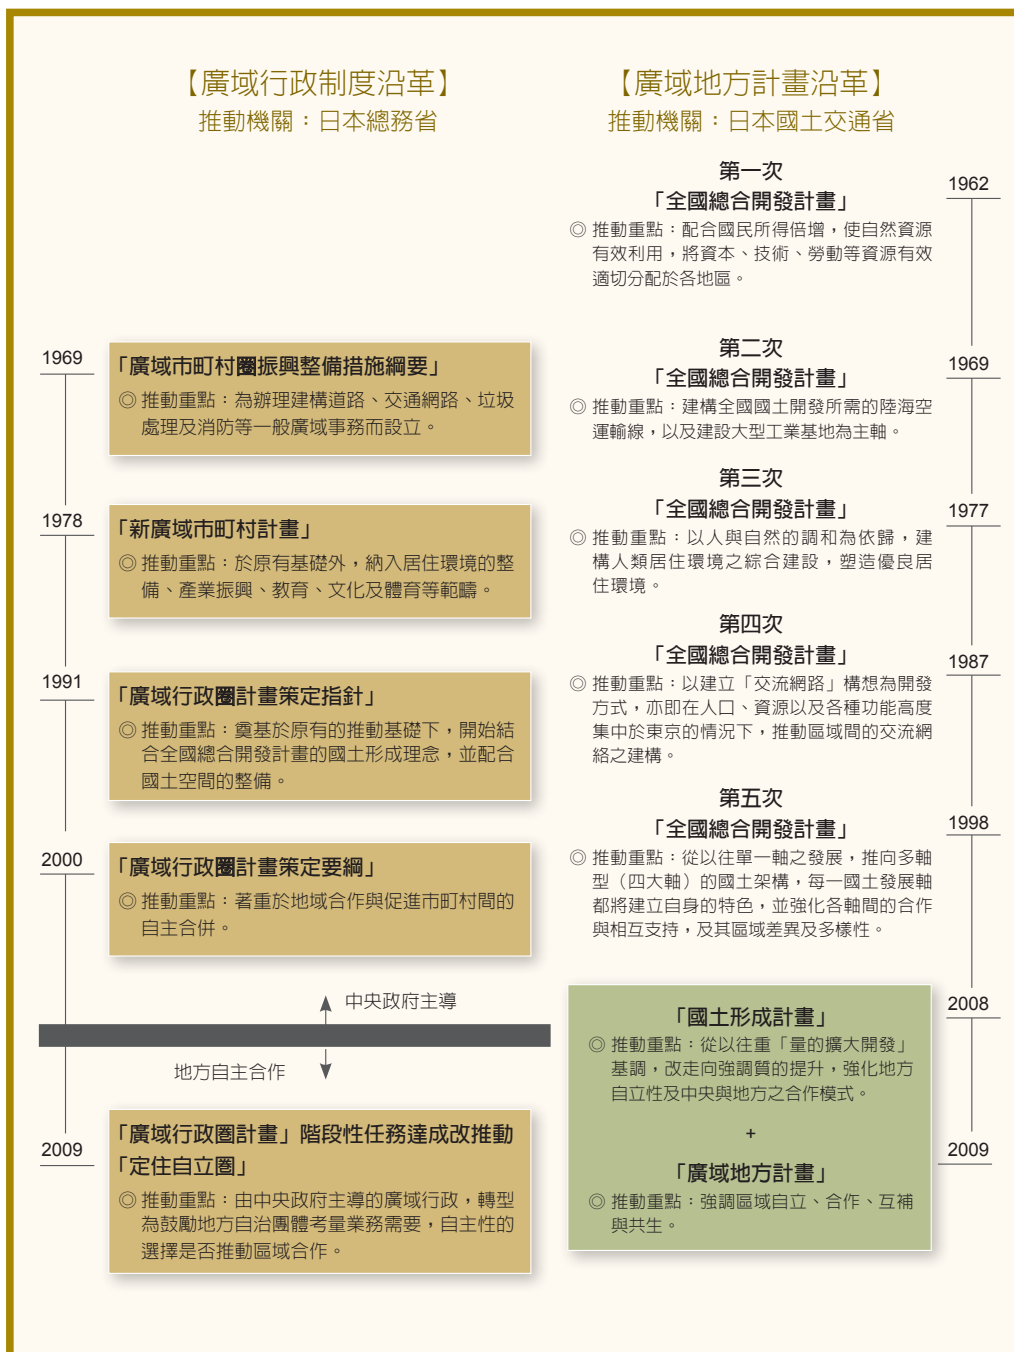 【廣域行政制度沿革】
推動機關：日本總務省
1969
「廣域市町村圈振興整備措施綱要」
◎ 推動重點：為辦理建構道路、交通網路、垃圾
處理及消防等一般廣域事務而設立。
1978
「新廣域市町村計畫」
◎ 推動重點：於原有基礎外，納入居住環境的整
備、產業振興、教育、文化及體育等範疇。
1991
「廣域行政圈計畫策定指針」
◎ 推動重點：奠基於原有的推動基礎下，開始結
合全國總合開發計畫的國土形成理念，並配合
國土空間的整備。
2000
「廣域行政圈計畫策定要綱」
◎ 推動重點：著重於地域合作與促進市町村間的
自主合併。
中央政府主導
地方自主合作
2009
「廣域行政圈計畫」階段性任務達成改推動
「定住自立圈」
◎ 推動重點：由中央政府主導的廣域行政，轉型
為鼓勵地方自治團體考量業務需要，自主性的
選擇是否推動區域合作。
【廣域地方計畫沿革】
推動機關：日本國土交通省
1962
第一次
「全國總合開發計畫」
◎ 推動重點：配合國民所得倍增，使自然資源
有效利用，將資本、技術、勞動等資源有效
適切分配於各地區。
1969
第二次
「全國總合開發計畫」
◎ 推動重點：建構全國國土開發所需的陸海空
運輸線，以及建設大型工業基地為主軸。
1977
第三次
「全國總合開發計畫」
◎ 推動重點：以人與自然的調和為依歸，建
構人類居住環境之綜合建設，塑造優良居
住環境。
1987
第四次
「全國總合開發計畫」
◎ 推動重點：以建立「交流網路」構想為開發
方式，亦即在人口、資源以及各種功能高度
集中於東京的情況下，推動區域間的交流網
絡之建構。
1998
第五次
「全國總合開發計畫」
◎ 推動重點：從以往單一軸之發展，推向多軸
型（四大軸）的國土架構，每一國土發展軸
都將建立自身的特色，並強化各軸間的合作
與相互支持，及其區域差異及多樣性。
2008
「國土形成計畫」
◎ 推動重點：從以往重「量的擴大開發」
基調，改走向強調質的提升，強化地方
自立性及中央與地方之合作模式。
+
2009
「廣域地方計畫」
◎ 推動重點：強調區域自立、合作、互補
與共生。